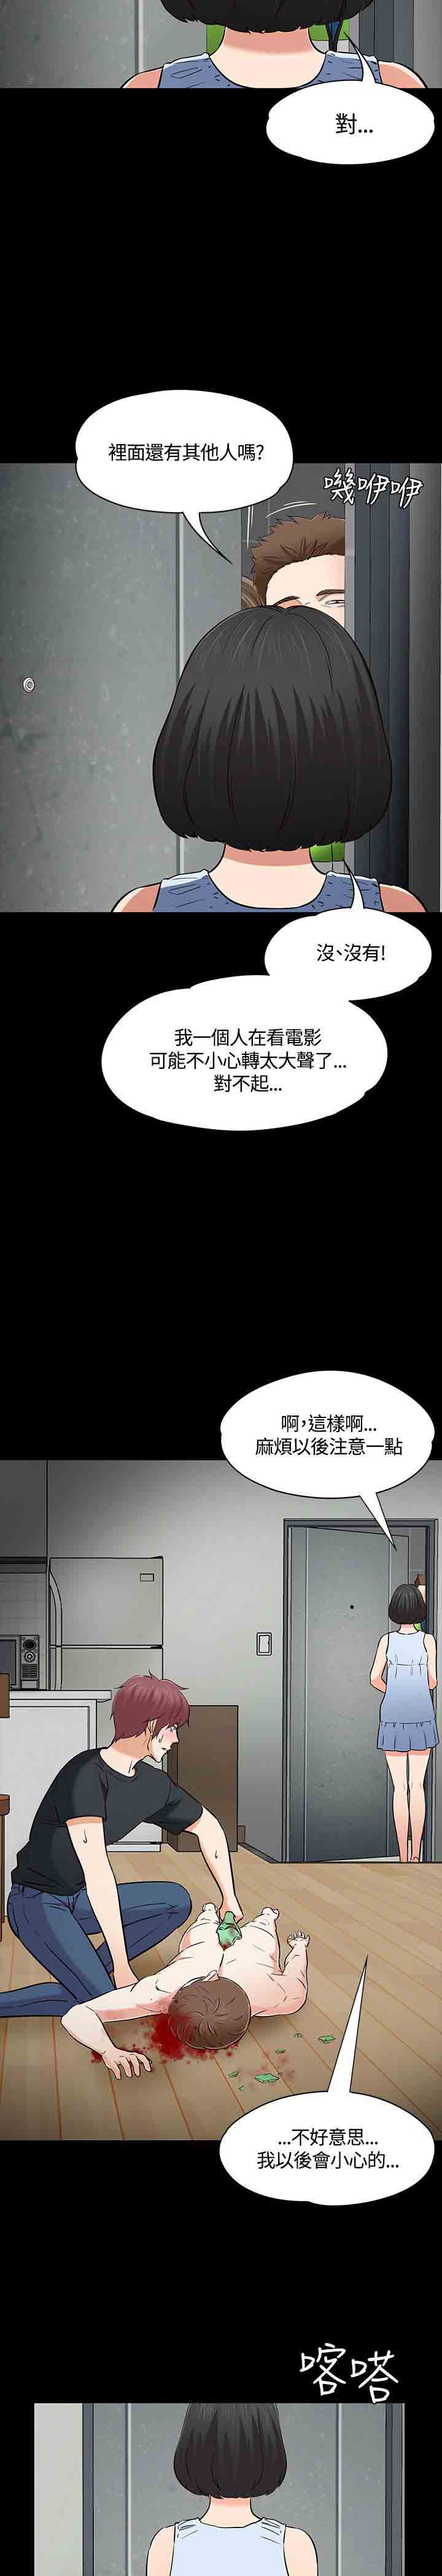 對...
裡面還有其他人嗎?
嘰咿咿
沒、沒有!
我一個人在看電影
可能不小心轉太大聲了...
對不起...
啊，這樣啊...
麻煩以後注意一點
...不好意思...
我以後會小心的...
喀嗒